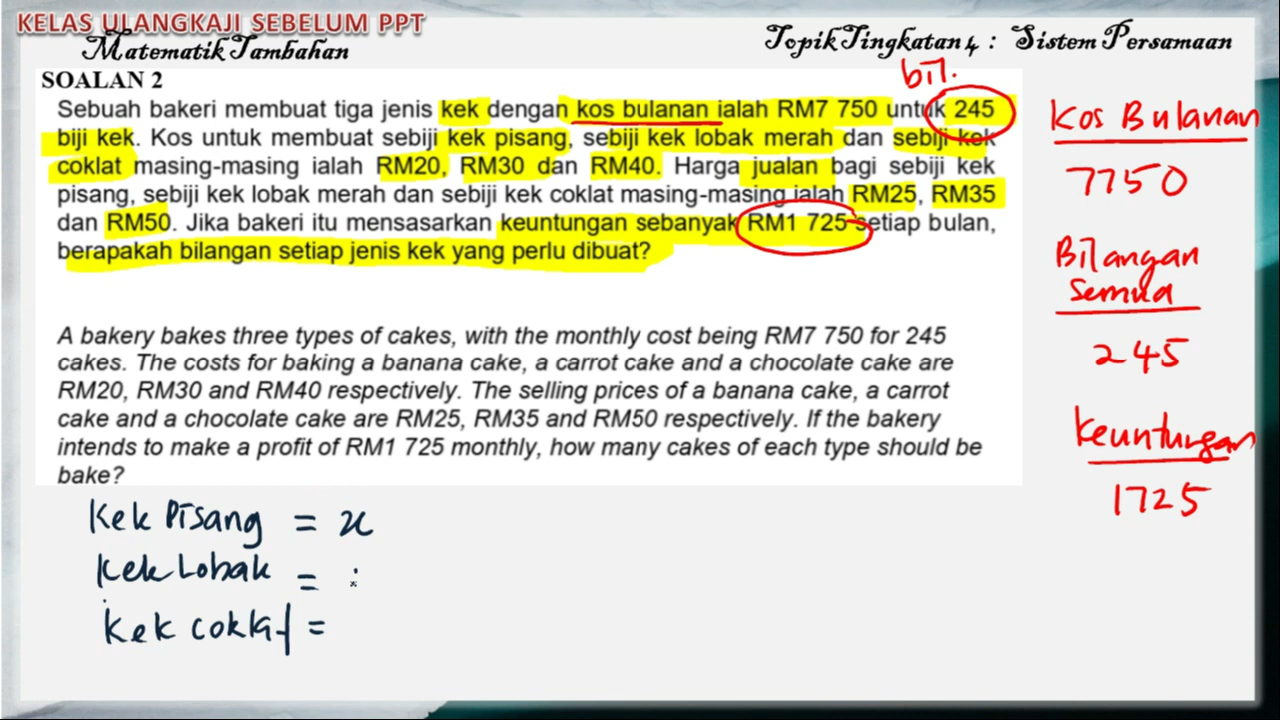 KELAS ULANGKAJI SEBELUM PPT
Matematik Tambahan
Topik Tingkatan 4 : Sistem Persamaan
SOALAN 2
bil.
Sebuah bakeri membuat tiga jenis kek dengan kos bulanan ialah RM7 750 untuk 245
biji kek. Kos untuk membuat sebiji kek pisang, sebiji kek lobak merah dan sebiji kek
coklat masing-masing ialah RM20, RM30 dan RM40. Harga jualan bagi sebiji kek
pisang, sebiji kek lobak merah dan sebiji kek coklat masing-masing ialah RM25, RM35
dan RM50. Jika bakeri itu mensasarkan keuntungan sebanyak RM1 725 setiap bulan,
berapakah bilangan setiap jenis kek yang perlu dibuat?
A bakery bakes three types of cakes, with the monthly cost being RM7 750 for 245
cakes. The costs for baking a banana cake, a carrot cake and a chocolate cake are
RM20, RM30 and RM40 respectively. The selling prices of a banana cake, a carrot
cake and a chocolate cake are RM25, RM35 and RM50 respectively. If the bakery
intends to make a profit of RM1 725 monthly, how many cakes of each type should be
bake?
Kos Bulanan
7750
Bilangan
Semua
245
Keuntungan
1725
Kek Pisang = x
Kek Lobak =
Kek coklat =